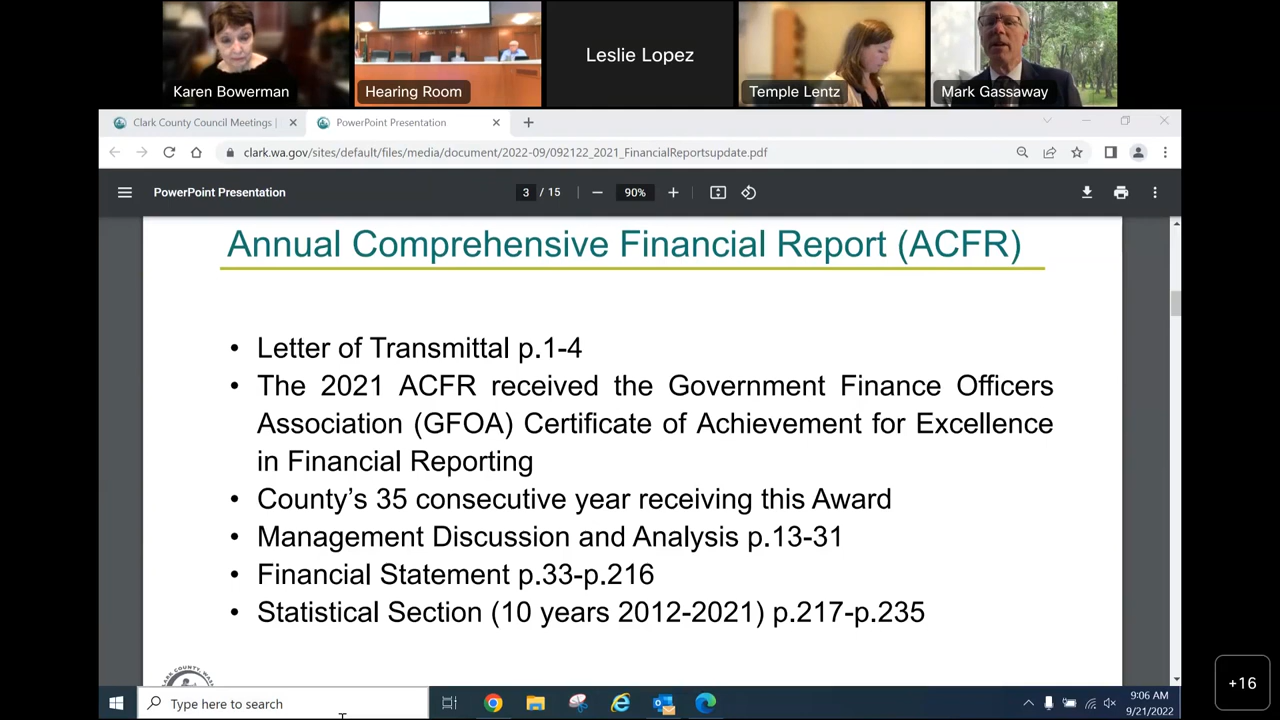 Karen Bowerman
Hearing Room
Leslie Lopez
Temple Lentz
Mark Gassaway
Clark County Council Meetings |
PowerPoint Presentation
clark.wa.gov/sites/default/files/media/document/2022-09/092122_2021_FinancialReportsupdate.pdf
PowerPoint Presentation
3 / 15
90%
Annual Comprehensive Financial Report (ACFR)
• Letter of Transmittal p.1-4
• The 2021 ACFR received the Government Finance Officers
Association (GFOA) Certificate of Achievement for Excellence
in Financial Reporting
• County's 35 consecutive year receiving this Award
• Management Discussion and Analysis p.13-31
• Financial Statement p.33-p.216
• Statistical Section (10 years 2012-2021) p.217-p.235
+16
Type here to search
9:06 AM
9/21/2022